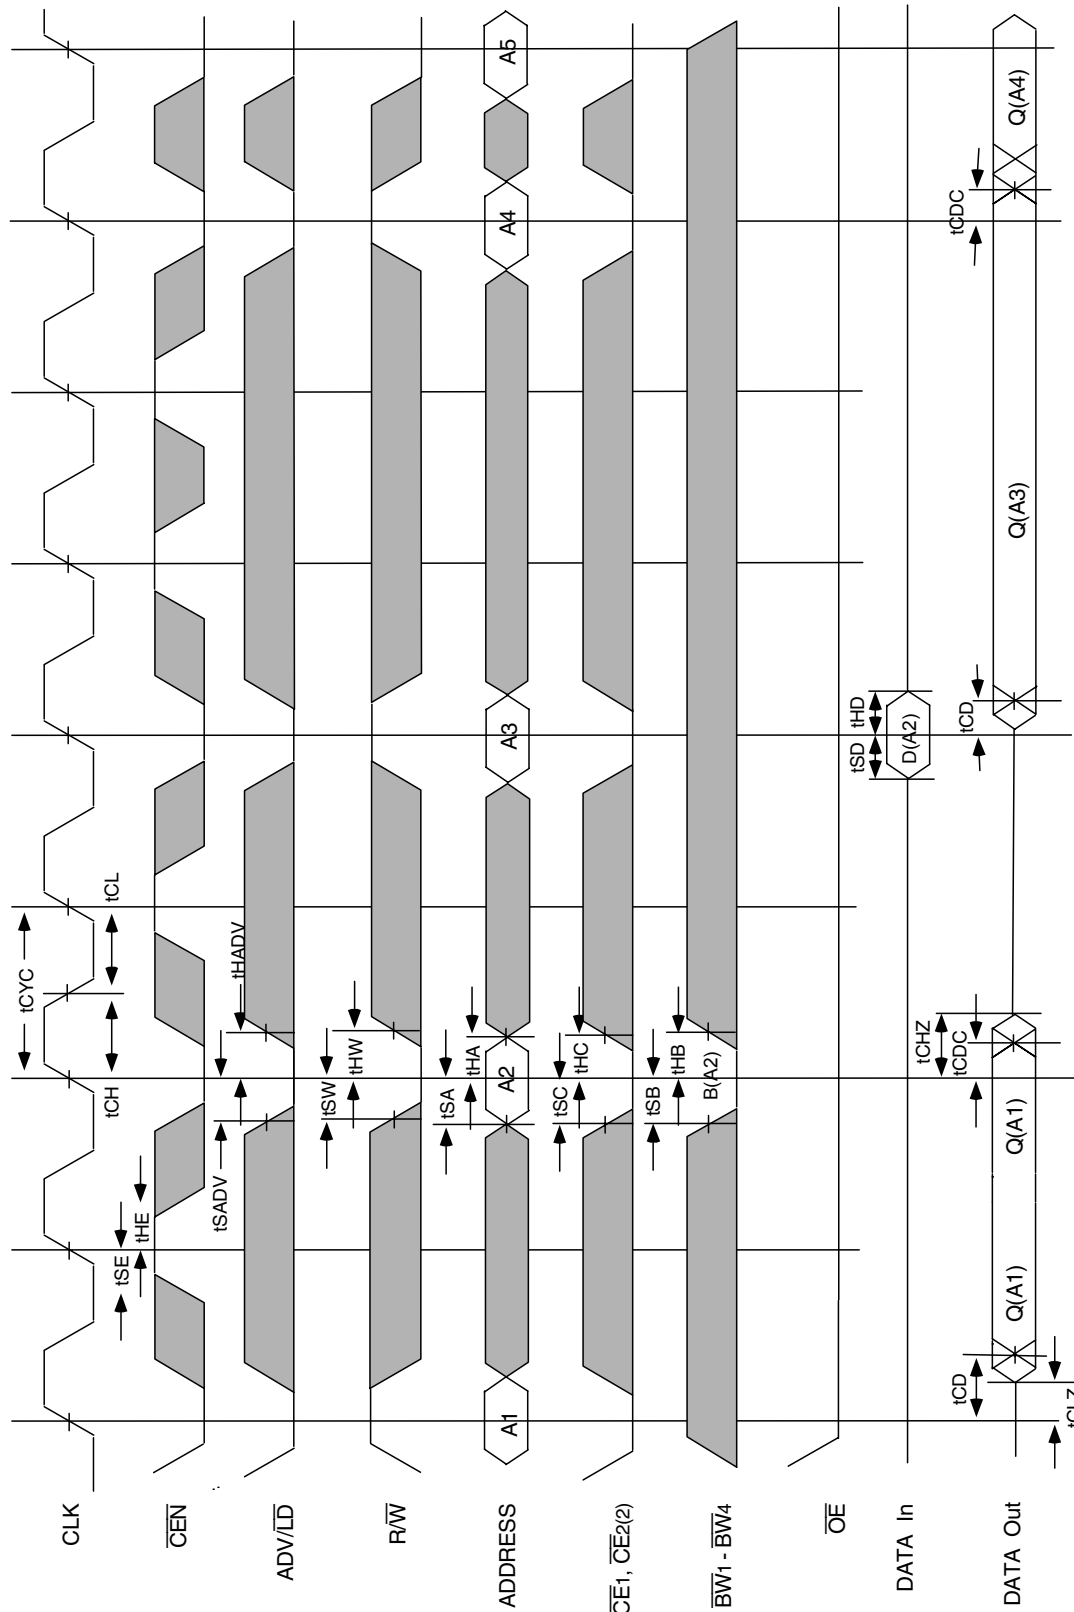 CLK
tCYC
tCH
tCL
CEN
tSE
tHE
ADV/LD
tSADV
tHADV
R/W
tSW
tHW
ADDRESS
tSA
tHA
A1
A2
A3
A4
A5
CE1, CE2(2)
tSC
tHC
BW1 - BW4
tSB
tHB
B(A2)
OE
DATA In
tSD
tHD
D(A2)
DATA Out
tCD
tCLZ
Q(A1)
Q(A1)
tCHZ
tCDC
tCD
Q(A3)
tCDC
Q(A4)